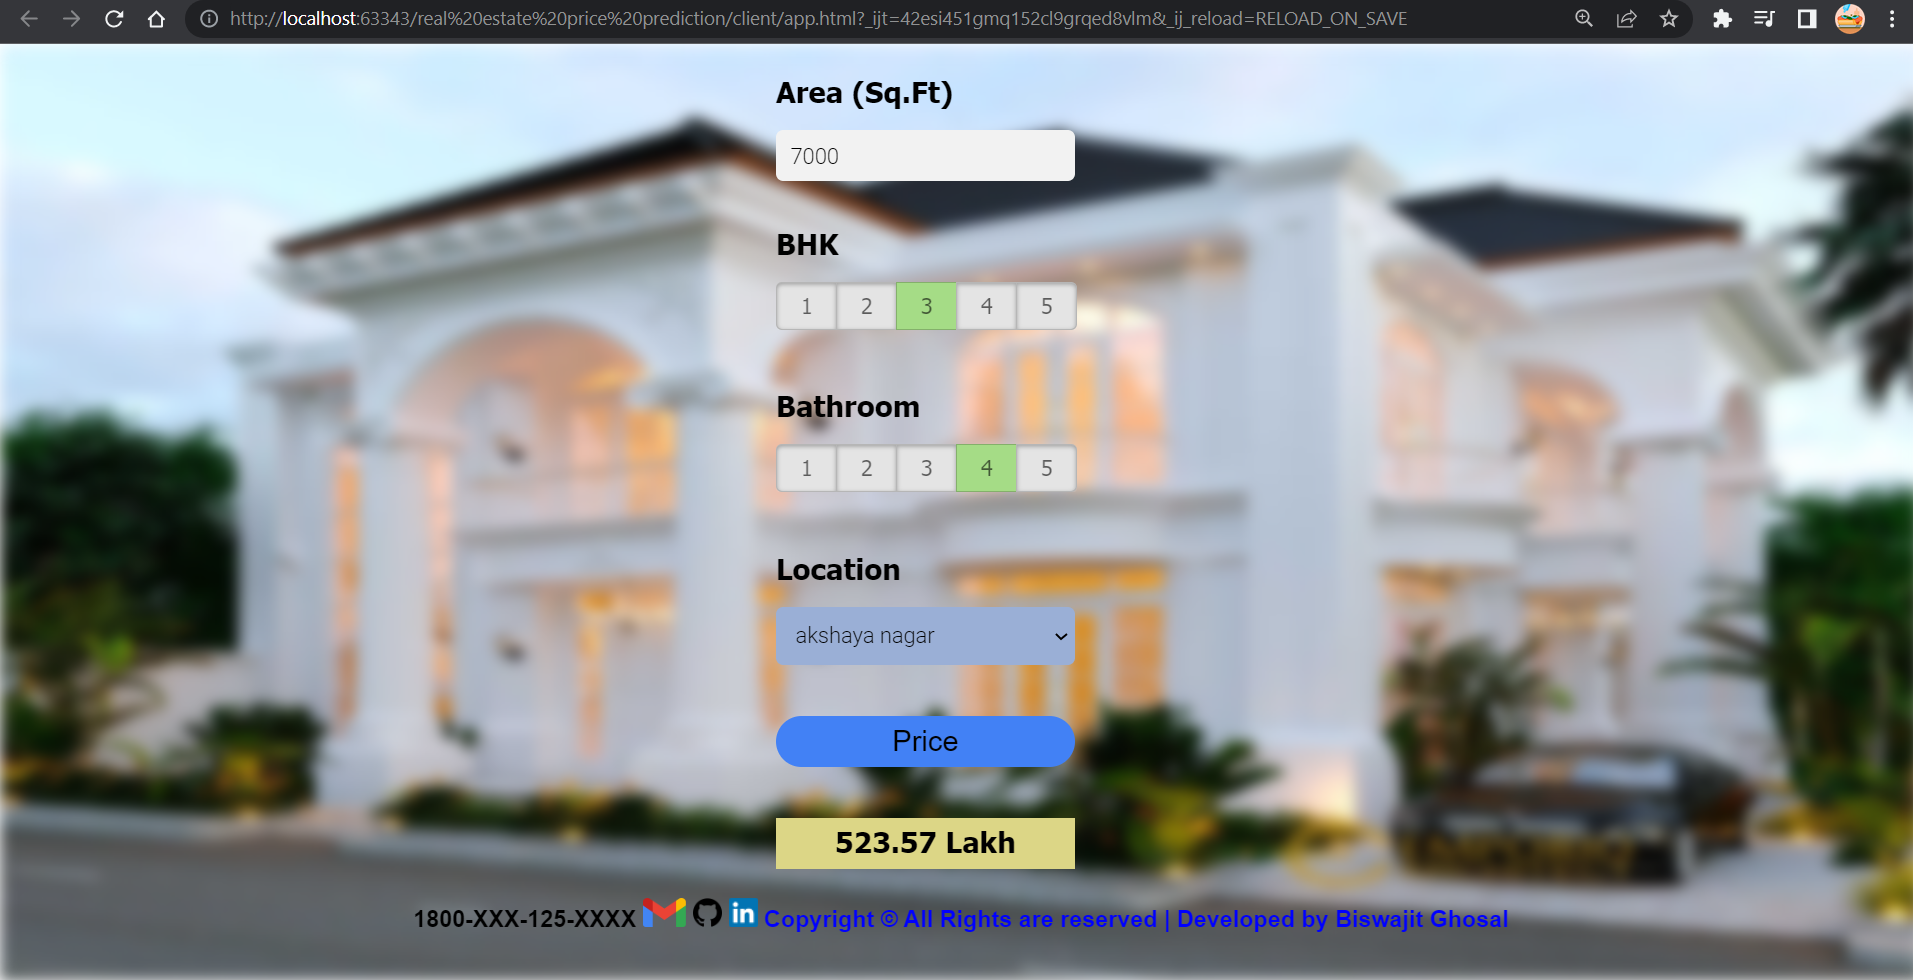 http://localhost:63343/real%20estate%20price%20prediction/client/app.html?_ijt=42esi451gmq152cl9grqed8vlm&_ij_reload=RELOAD_ON_SAVE
Area (Sq.Ft)
7000
BHK
1 2 3 4 5
Bathroom
1 2 3 4 5
Location
akshaya nagar
Price
523.57 Lakh
1800-XXX-125-XXXX in Copyright © All Rights are reserved | Developed by Biswajit Ghosal